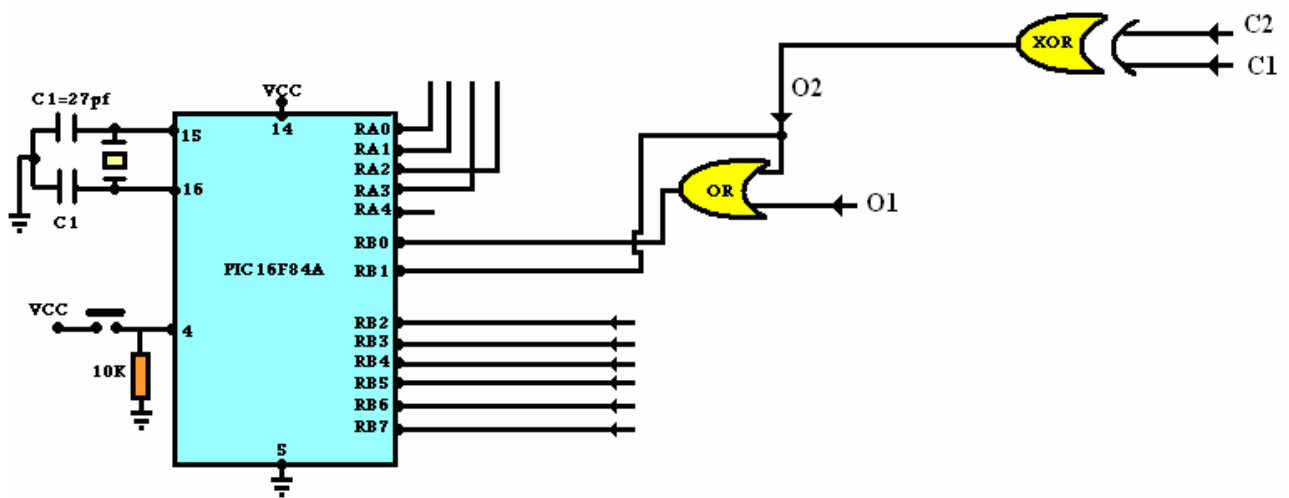 C1=27pf
C1
VCC
14
15
16
RA0
RA1
RA2
RA3
RA4
RB0
RB1
PIC16F84A
VCC
4
10K
RB2
RB3
RB4
RB5
RB6
RB7
5
XOR
C2
C1
O2
OR
O1